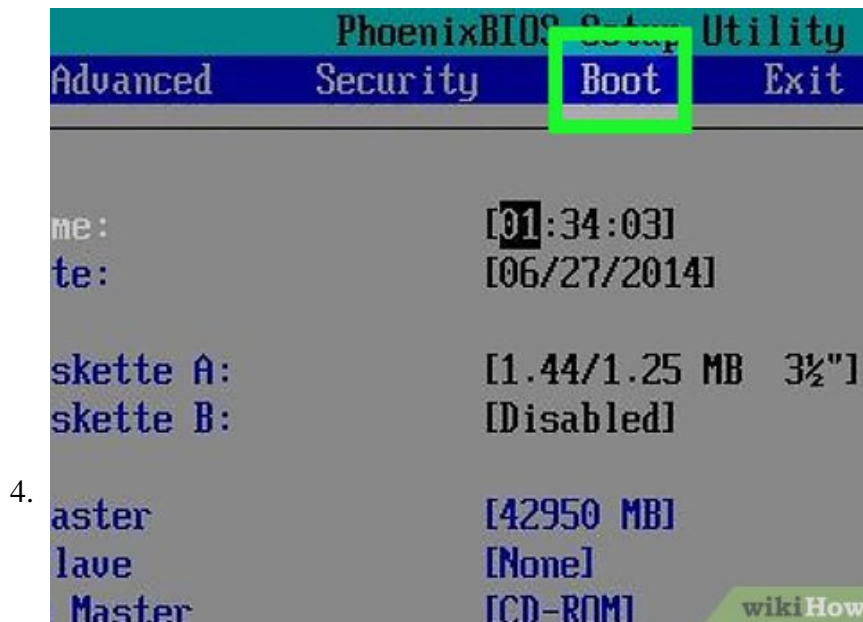 PhoenixBIOS Setup Utility
Advanced Security Boot Exit
me: [01:34:03]
te: [06/27/2014]
skette A: [1.44/1.25 MB 3½"]
skette B: [Disabled]
4.
aster [42950 MB]
lave [None]
Master [CD-ROM]
wikiHow